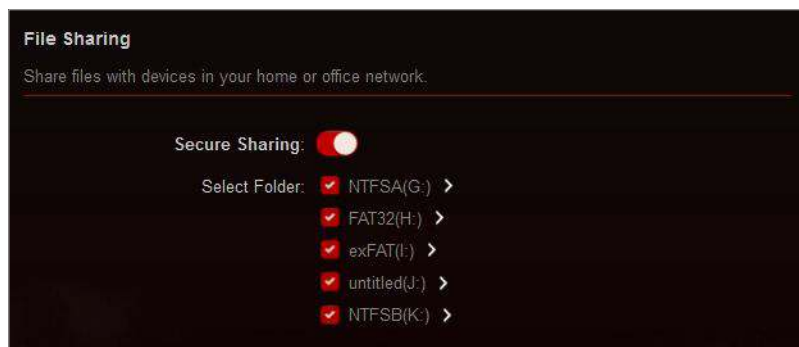 File Sharing
Share files with devices in your home or office network.
Secure Sharing:
Select Folder: NTFSA(G:)
FAT32(H:)
exFAT(I:)
untitled(J:)
NTFSB(K:)